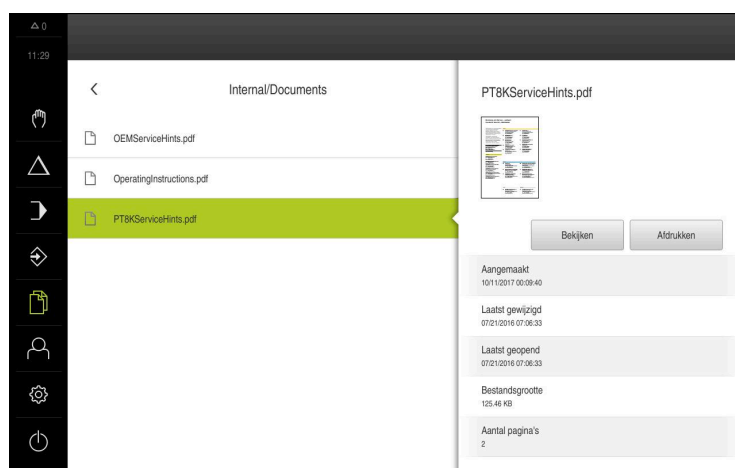 0
11:29
Internal/Documents
OEMServiceHints.pdf
OperatingInstructions.pdf
PT8KServiceHints.pdf
PT8KServiceHints.pdf
Bekijken
Afdrukken
Aangemaakt
10/11/2017 00:09:40
Laatst gewijzigd
07/21/2016 07:06:33
Laatst geopend
07/21/2016 07:06:33
Bestandsgrootte
125.46 KB
Aantal pagina's
2